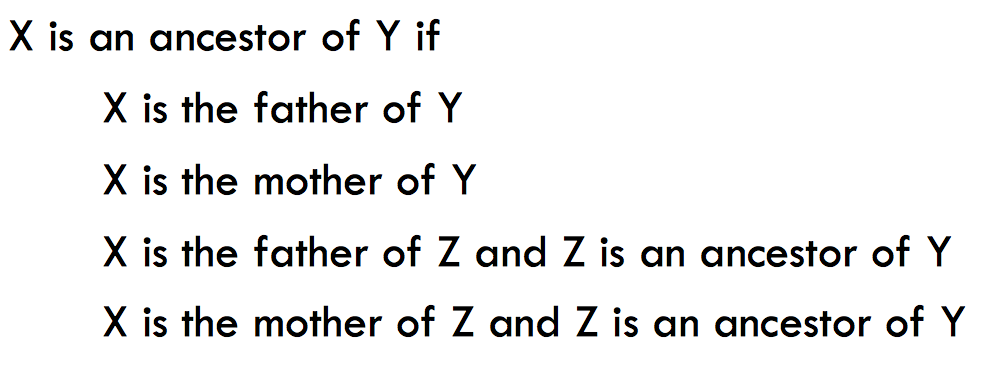 X is an ancestor of Y if
X is the father of Y
X is the mother of Y
X is the father of Z and Z is an ancestor of Y
X is the mother of Z and Z is an ancestor of Y